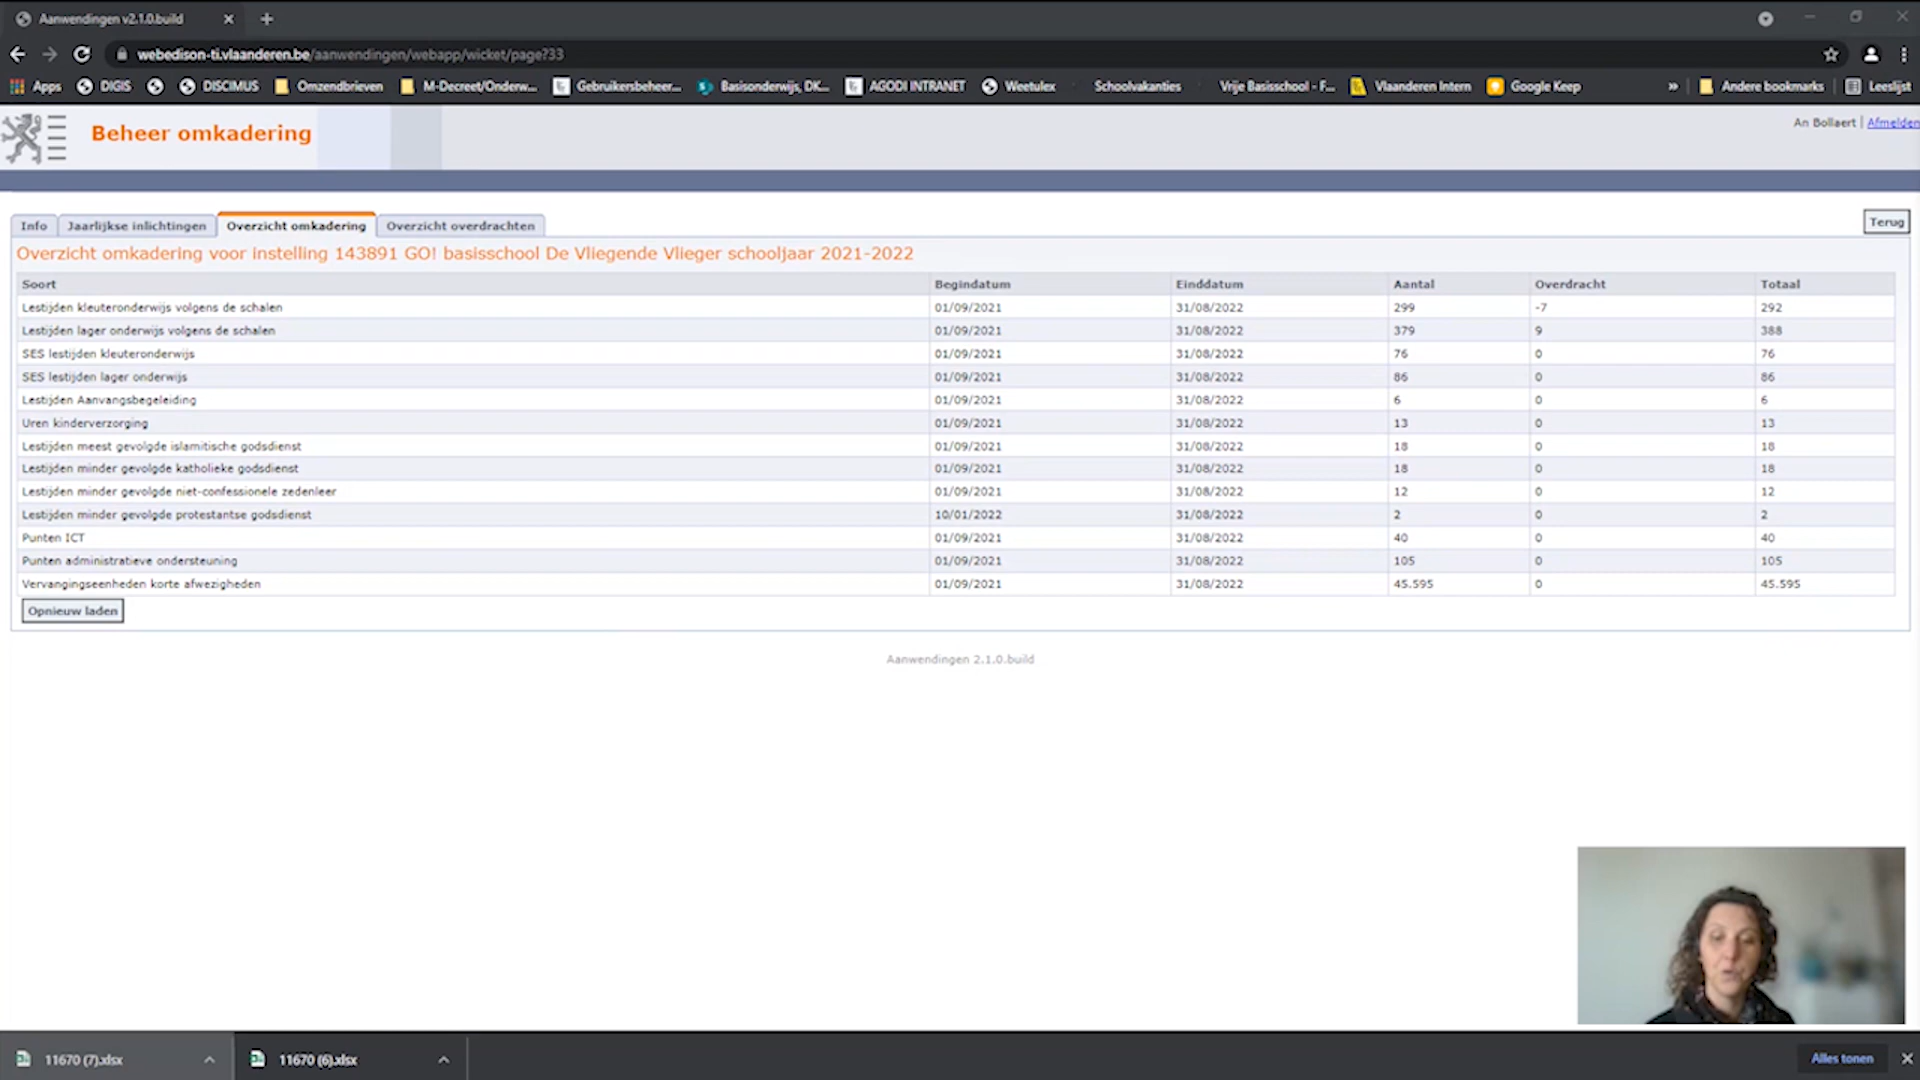 Aanwendingen v2.1.0.build
webedison-ti.vlaanderen.be/aanwendingen/webapp/wicket/page?33
Apps DIGIS DISCIMUS Omzendbrieven M-Decreet/Onderw... Gebruikersbeheer... Basisonderwijs, DK... AGODI INTRANET Weetulex Schoolvakanties Vrije Basisschool - F... Vlaanderen Intern Google Keep » Andere bookmarks Leeslijst
Beheer omkadering
An Bollaert | Afmelden
Info Jaarlijkse inlichtingen Overzicht omkadering Overzicht overdrachten Terug
Overzicht omkadering voor instelling 143891 GO! basisschool De Vliegende Vlieger schooljaar 2021-2022
Soort Begindatum Einddatum Aantal Overdracht Totaal
Lestijden kleuteronderwijs volgens de schalen 01/09/2021 31/08/2022 299 -7 292
Lestijden lager onderwijs volgens de schalen 01/09/2021 31/08/2022 379 9 388
SES lestijden kleuteronderwijs 01/09/2021 31/08/2022 76 0 76
SES lestijden lager onderwijs 01/09/2021 31/08/2022 86 0 86
Lestijden Aanvangsbegeleiding 01/09/2021 31/08/2022 6 0 6
Uren kinderverzorging 01/09/2021 31/08/2022 13 0 13
Lestijden meest gevolgde islamitische godsdienst 01/09/2021 31/08/2022 18 0 18
Lestijden minder gevolgde katholieke godsdienst 01/09/2021 31/08/2022 18 0 18
Lestijden minder gevolgde niet-confessionele zedenleer 01/09/2021 31/08/2022 12 0 12
Lestijden minder gevolgde protestantse godsdienst 10/01/2022 31/08/2022 2 0 2
Punten ICT 01/09/2021 31/08/2022 40 0 40
Punten administratieve ondersteuning 01/09/2021 31/08/2022 105 0 105
Vervangingseenheden korte afwezigheden 01/09/2021 31/08/2022 45.595 0 45.595
Opnieuw laden
Aanwendingen 2.1.0.build
11670 (7).xlsx 11670 (6).xlsx Alles tonen